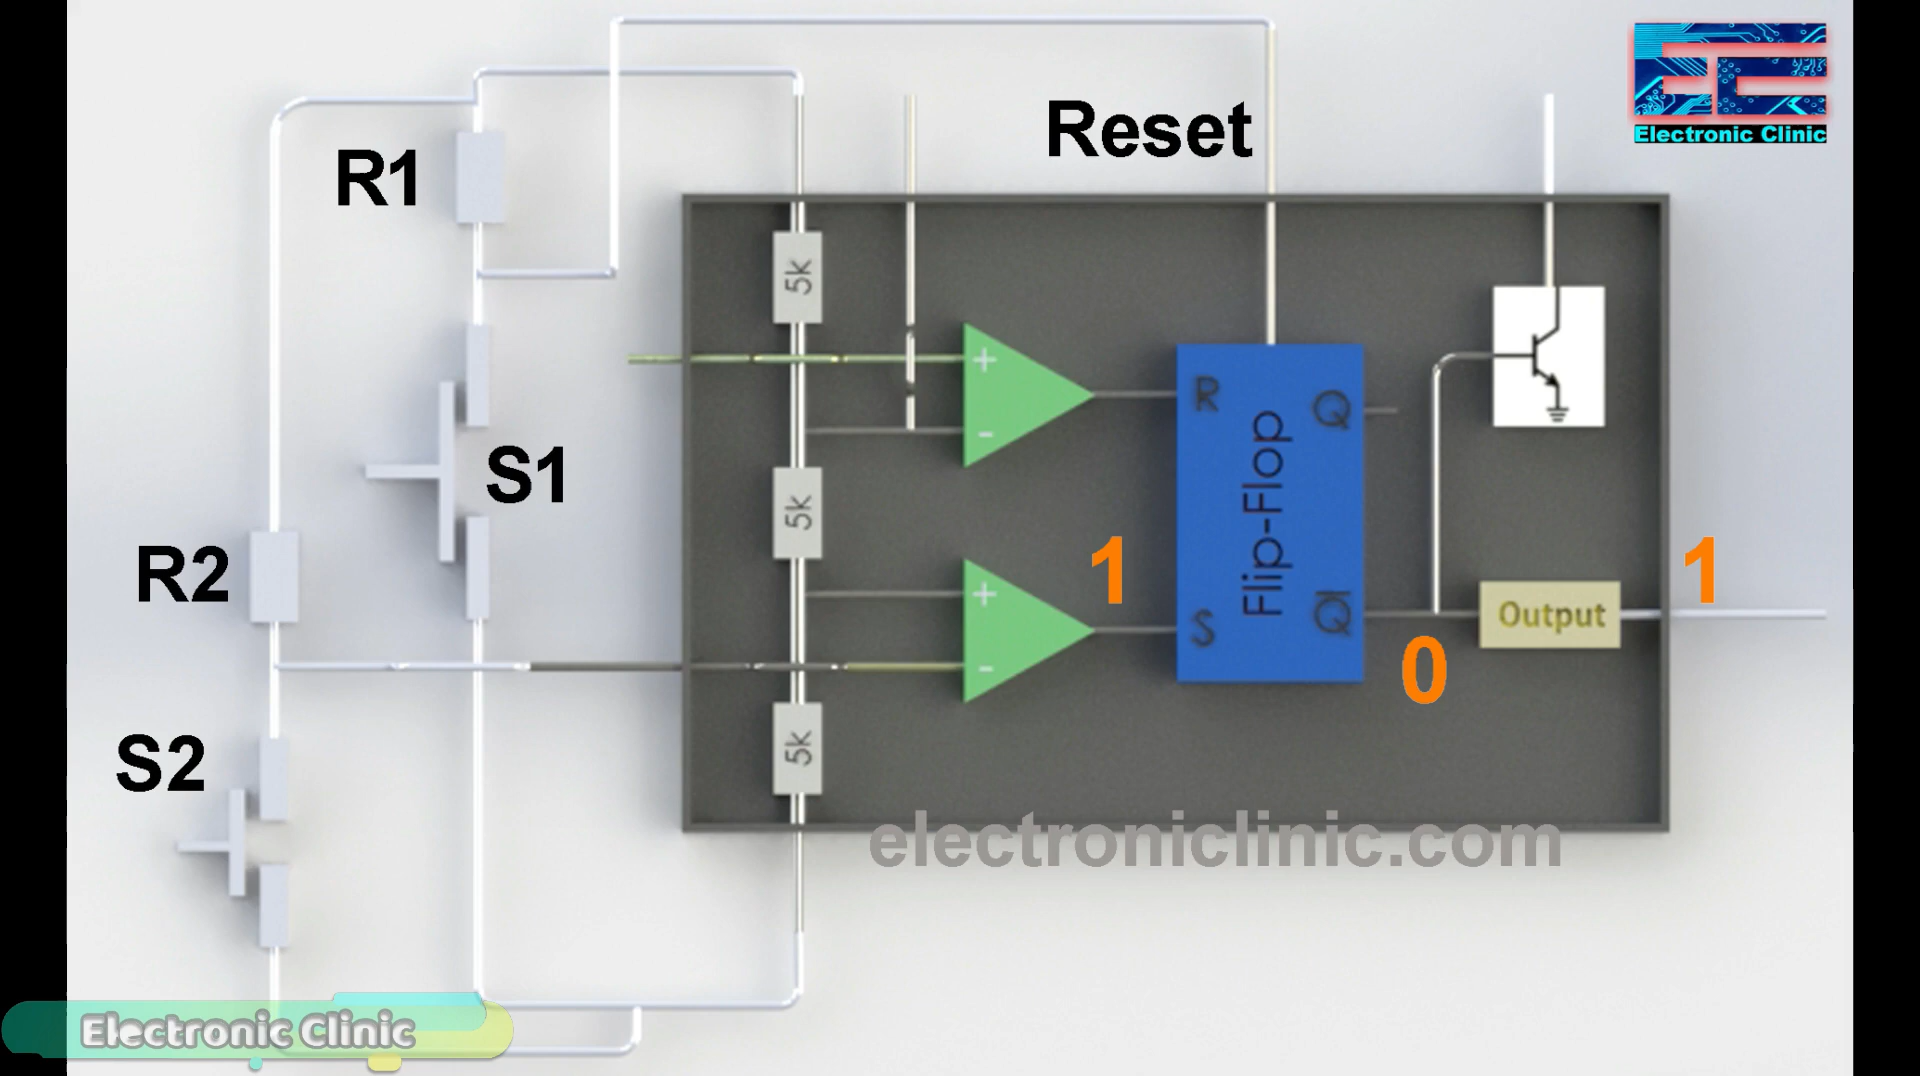 Electronic Clinic
Reset
R1
5k
+
-
R
Q
S1
5k
Flip-Flop
R2
1
1
+
-
S
Q̅
Output
0
S2
5k
electroniclinic.com
Electronic Clinic